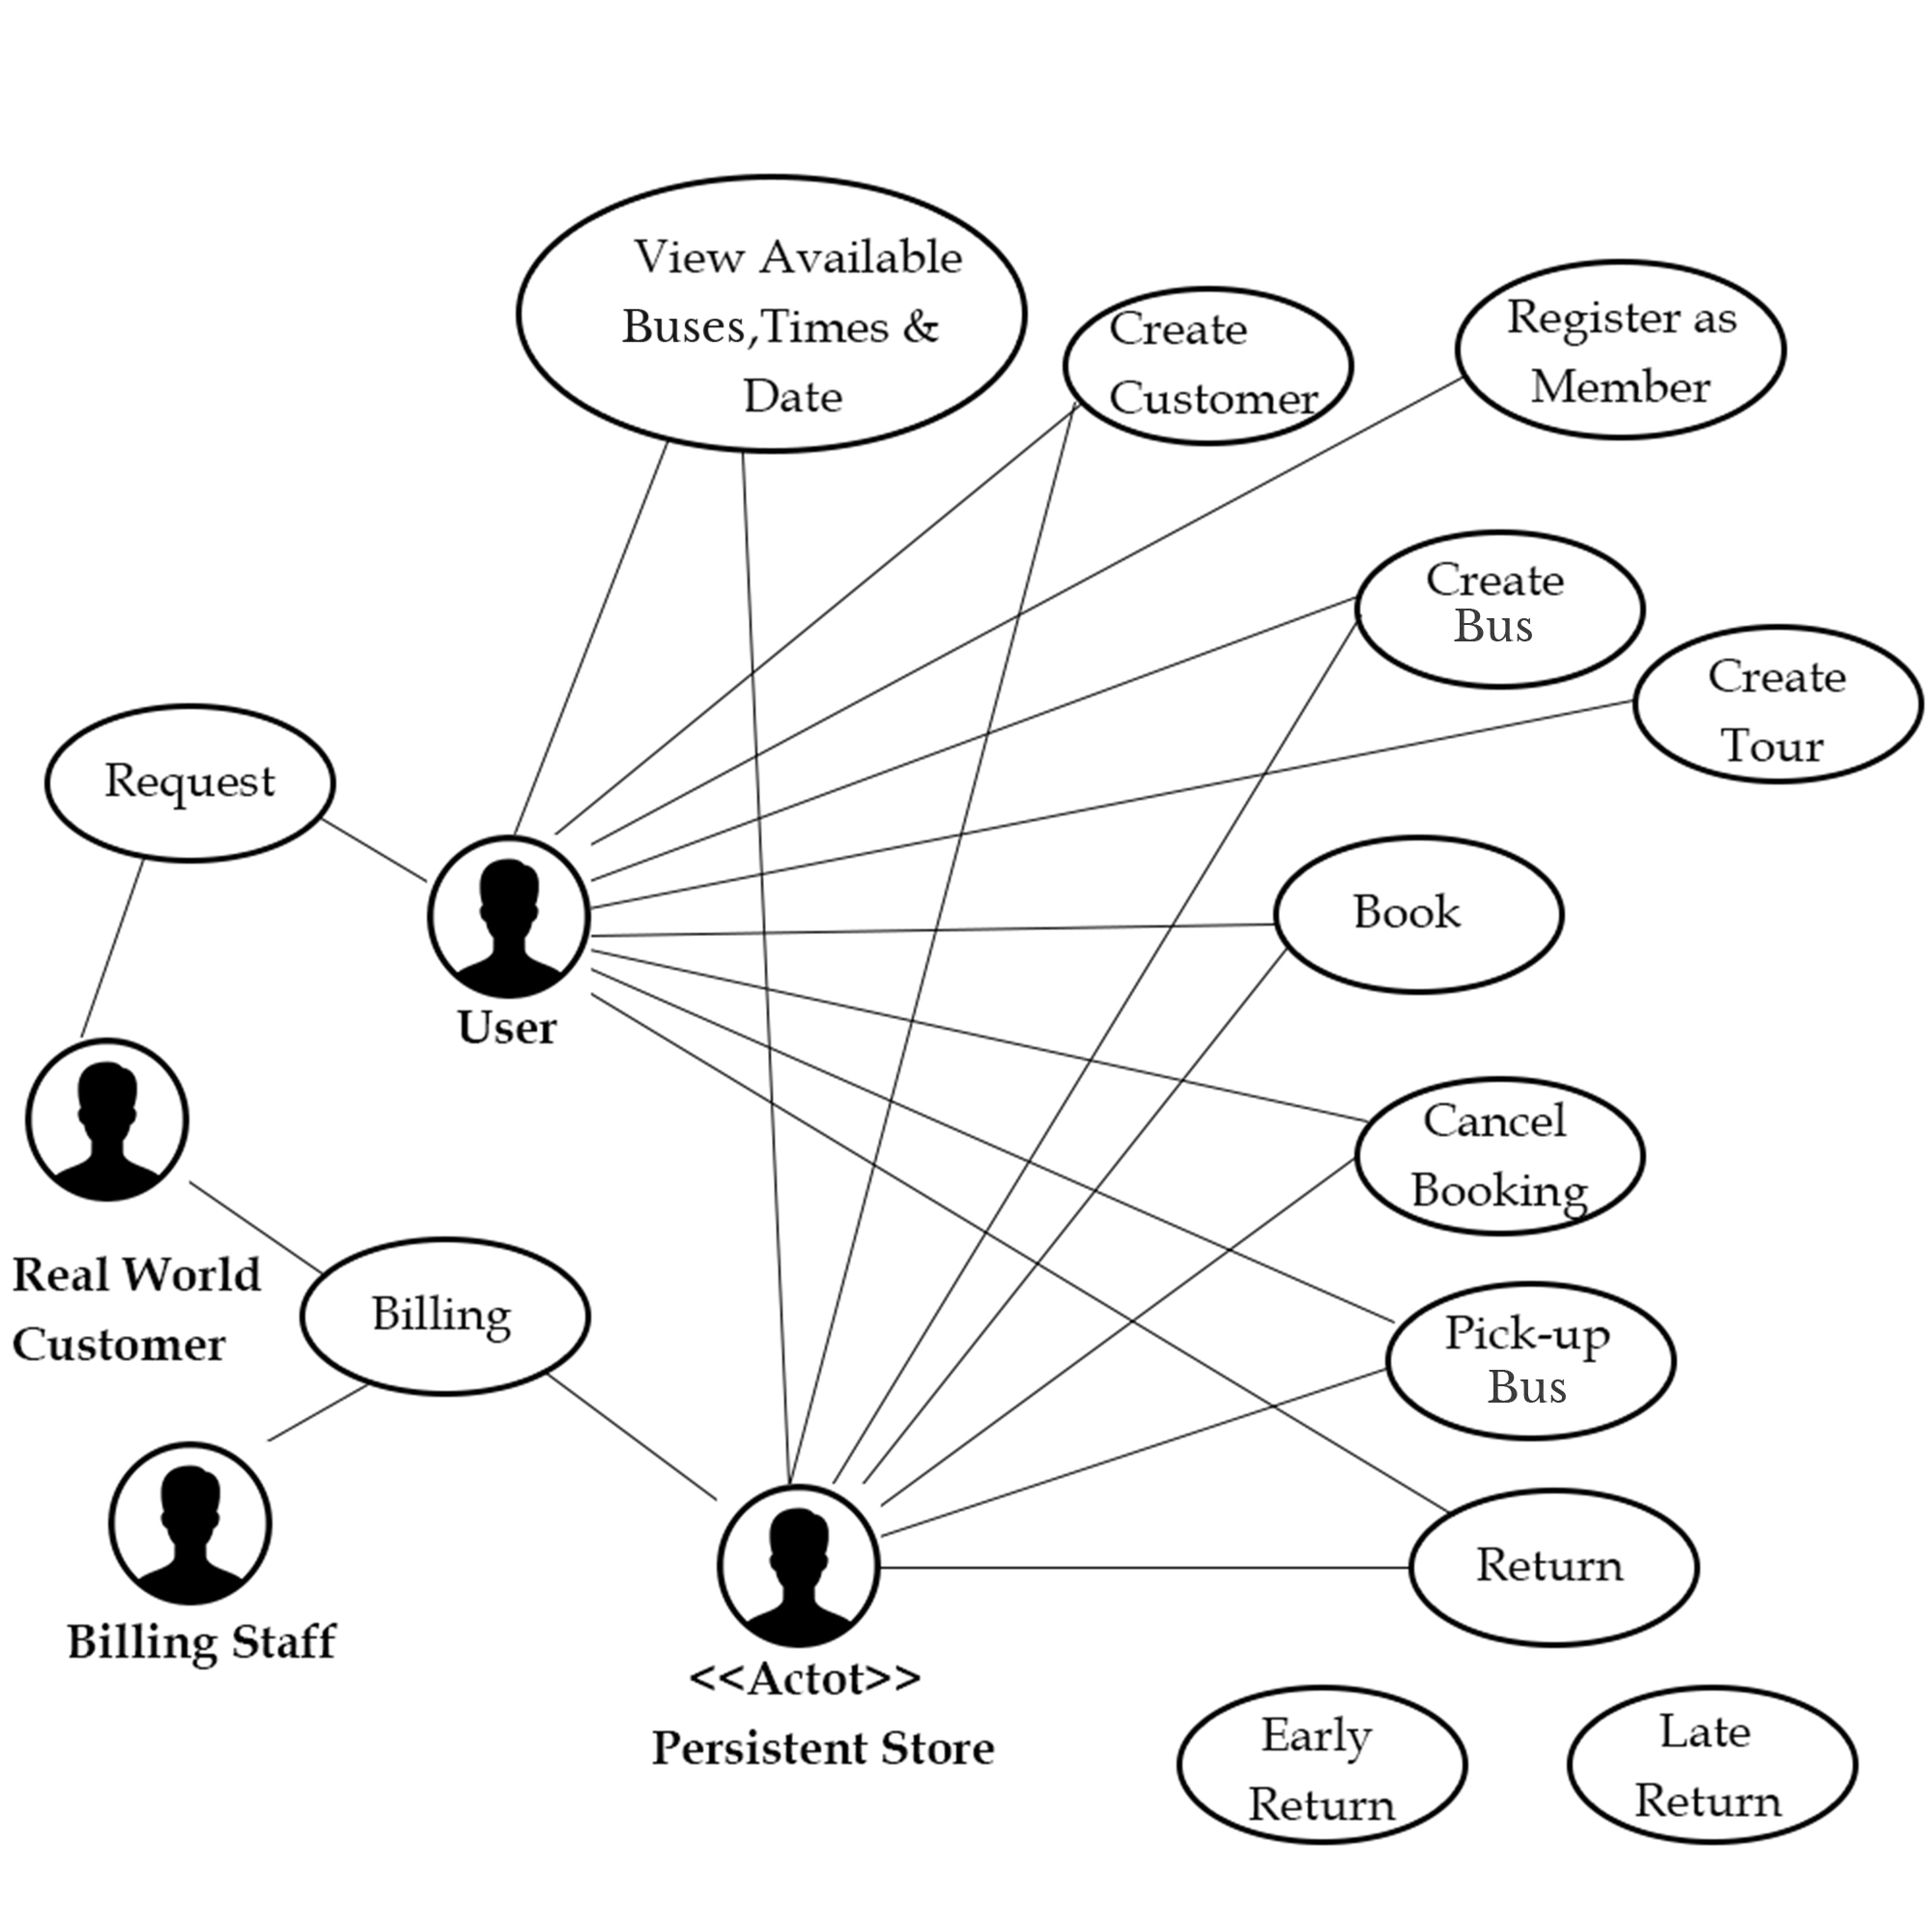 View Available
Buses,Times &
Date
Create
Customer
Register as
Member
Create
Bus
Create
Tour
Request
Book
User
Cancel
Booking
Real World
Customer
Billing
Pick-up
Bus
Return
Billing Staff
<<Actot>>
Persistent Store
Early
Return
Late
Return